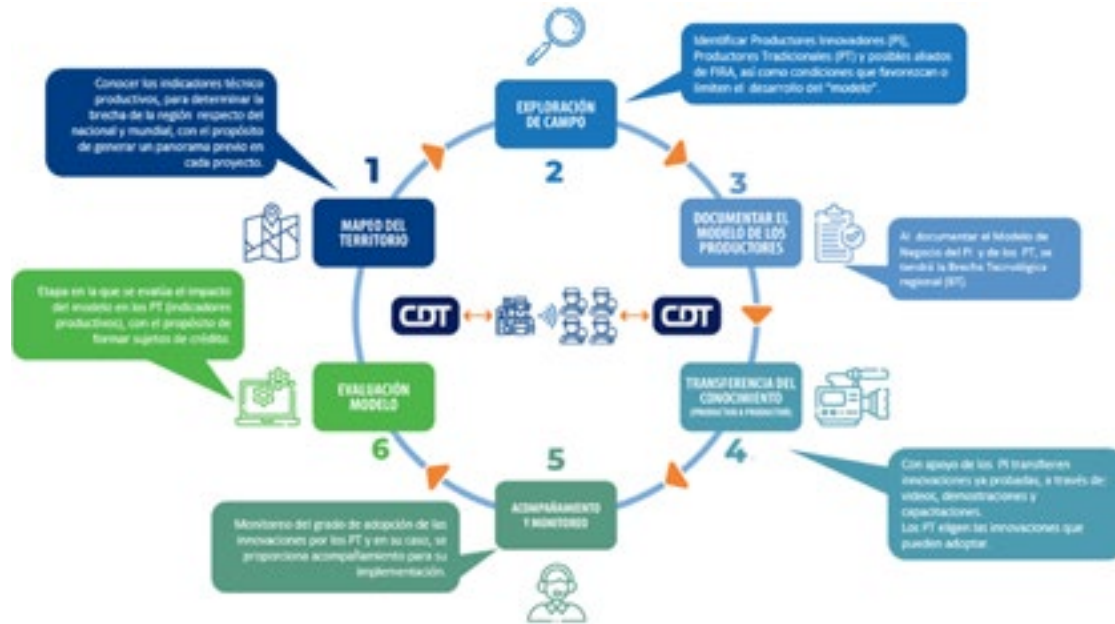 1
Conocer los indicadores técnico
productivos, para determinar la
brecha de la región respecto del
nacional y mundial, con el propósito
de generar un panorama previo en
cada proyecto.
MAPEO DEL
TERRITORIO
2
EXPLORACIÓN
DE CAMPO
Identificar Productores Innovadores (PI),
Productores Tradicionales (PT) y posibles aliados
de FIRA, así como condiciones que favorezcan o
limiten el desarrollo del "modelo".
3
DOCUMENTAR EL
MODELO DE LOS
PRODUCTORES
Al documentar el Modelo de
Negocio del PI y de los PT, se
tendrá la Brecha Tecnológica
regional (BT).
CDT
CDT
4
TRANSFERENCIA DEL
CONOCIMIENTO
(PRODUCTOR A PRODUCTOR)
Con apoyo de los PI transfieren
innovaciones ya probadas, a través de:
videos, demostraciones y
capacitaciones.
Los PT eligen las innovaciones que
pueden adoptar.
5
ACOMPAÑAMIENTO
Y MONITOREO
Monitoreo del grado de adopción de las
innovaciones por los PT y en su caso, se
proporciona acompañamiento para su
implementación.
6
EVALUACIÓN
MODELO
Etapa en la que se evalúa el impacto
del modelo en los PT (indicadores
productivos), con el propósito de
formar sujetos de crédito.